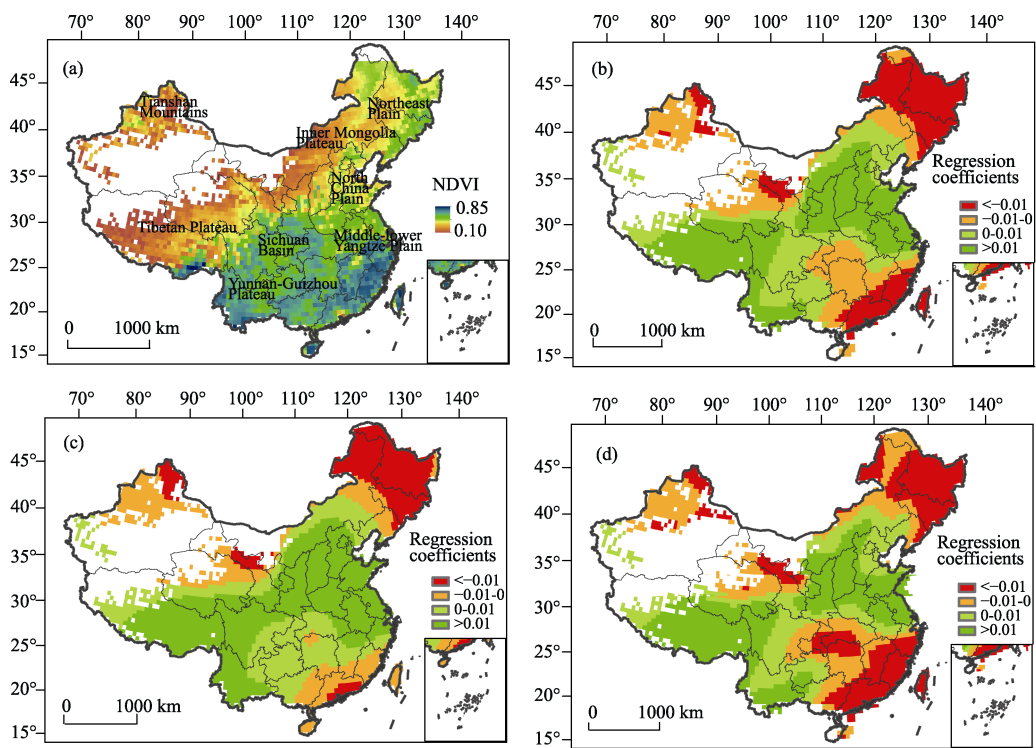 70° 80° 90° 100° 110° 120° 130° 140°
(a)
45°
40°
35°
30°
25°
20°
15°
Tianshan
Mountains
Northeast
Plain
Inner Mongolia
Plateau
North
China
Plain
Tibetan Plateau
Sichuan
Basin
Middle-lower
Yangtze Plain
Yunnan-Guizhou
Plateau
NDVI
0.85
0.10
0 1000 km
70° 80° 90° 100° 110° 120° 130° 140°
(b)
45°
40°
35°
30°
25°
20°
15°
Regression
coefficients
<−0.01
−0.01-0
0-0.01
>0.01
0 1000 km
70° 80° 90° 100° 110° 120° 130° 140°
(c)
45°
40°
35°
30°
25°
20°
15°
Regression
coefficients
<−0.01
−0.01-0
0-0.01
>0.01
0 1000 km
70° 80° 90° 100° 110° 120° 130° 140°
(d)
45°
40°
35°
30°
25°
20°
15°
Regression
coefficients
<−0.01
−0.01-0
0-0.01
>0.01
0 1000 km